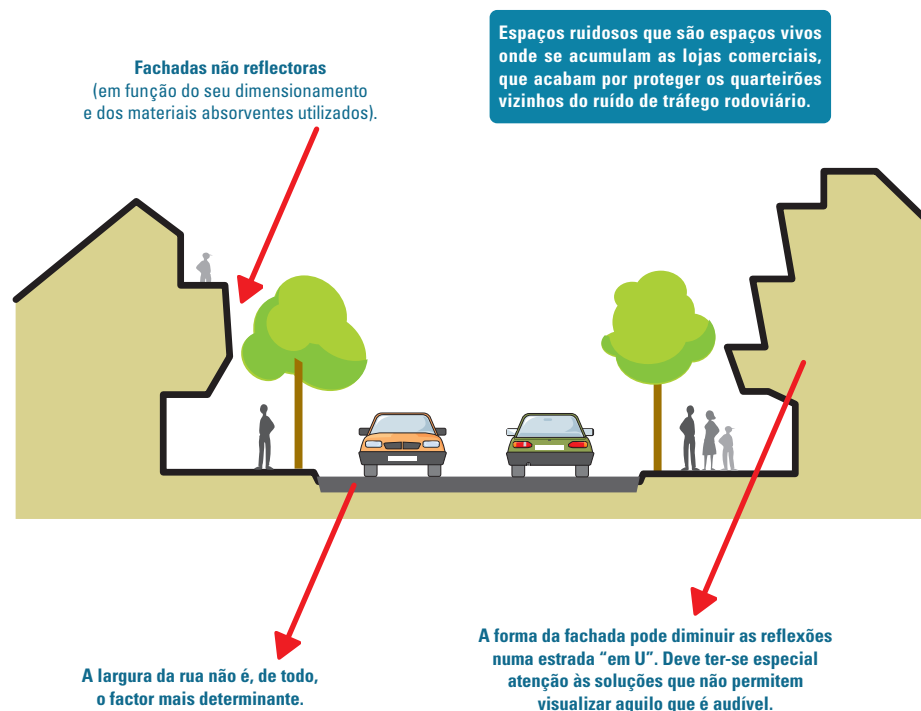 Fachadas não reflectoras
(em função do seu dimensionamento
e dos materiais absorventes utilizados).
Espaços ruidosos que são espaços vivos
onde se acumulam as lojas comerciais,
que acabam por proteger os quarteirões
vizinhos do ruído de tráfego rodoviário.
A largura da rua não é, de todo,
o factor mais determinante.
A forma da fachada pode diminuir as reflexões
numa estrada “em U”. Deve ter-se especial
atenção às soluções que não permitem
visualizar aquilo que é audível.